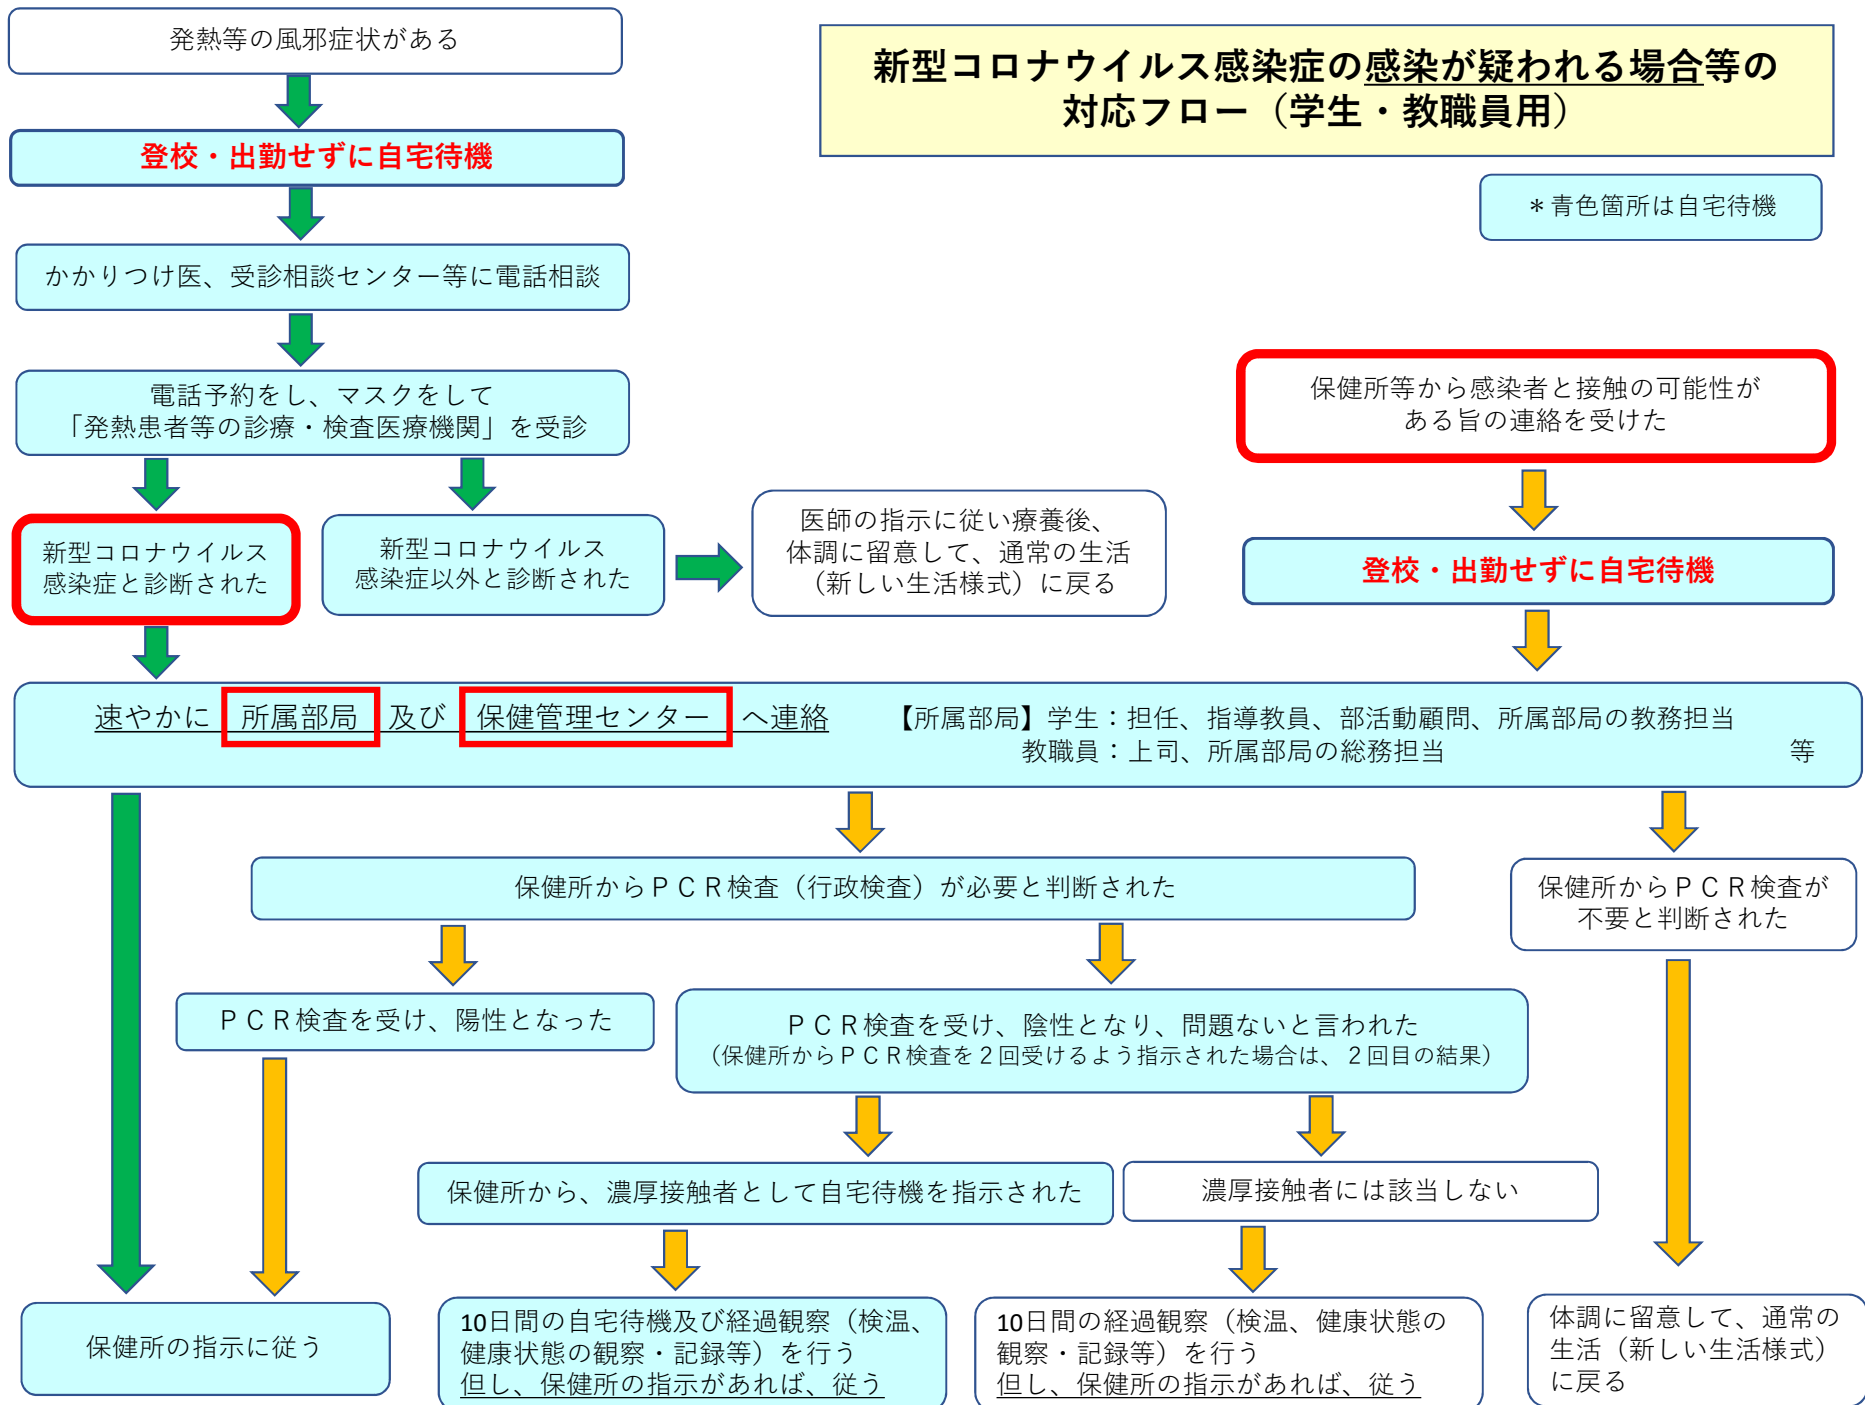 発熱等の風邪症状がある
新型コロナウイルス感染症の感染が疑われる場合等の
対応フロー（学生・教職員用）
登校・出勤せずに自宅待機
＊青色箇所は自宅待機
かかりつけ医、受診相談センター等に電話相談
電話予約をし、マスクをして
「発熱患者等の診療・検査医療機関」を受診
保健所等から感染者と接触の可能性が
ある旨の連絡を受けた
新型コロナウイルス
感染症と診断された
新型コロナウイルス
感染症以外と診断された
医師の指示に従い療養後、
体調に留意して、通常の生活
（新しい生活様式）に戻る
登校・出勤せずに自宅待機
速やかに 所属部局 及び 保健管理センター へ連絡
【所属部局】学生：担任、指導教員、部活動顧問、所属部局の教務担当
教職員：上司、所属部局の総務担当 等
保健所からＰＣＲ検査（行政検査）が必要と判断された
保健所からＰＣＲ検査が
不要と判断された
ＰＣＲ検査を受け、陽性となった
ＰＣＲ検査を受け、陰性となり、問題ないと言われた
（保健所からＰＣＲ検査を２回受けるよう指示された場合は、２回目の結果）
保健所から、濃厚接触者として自宅待機を指示された
濃厚接触者には該当しない
保健所の指示に従う
10日間の自宅待機及び経過観察（検温、
健康状態の観察・記録等）を行う
但し、保健所の指示があれば、従う
10日間の経過観察（検温、健康状態の
観察・記録等）を行う
但し、保健所の指示があれば、従う
体調に留意して、通常の
生活（新しい生活様式）
に戻る